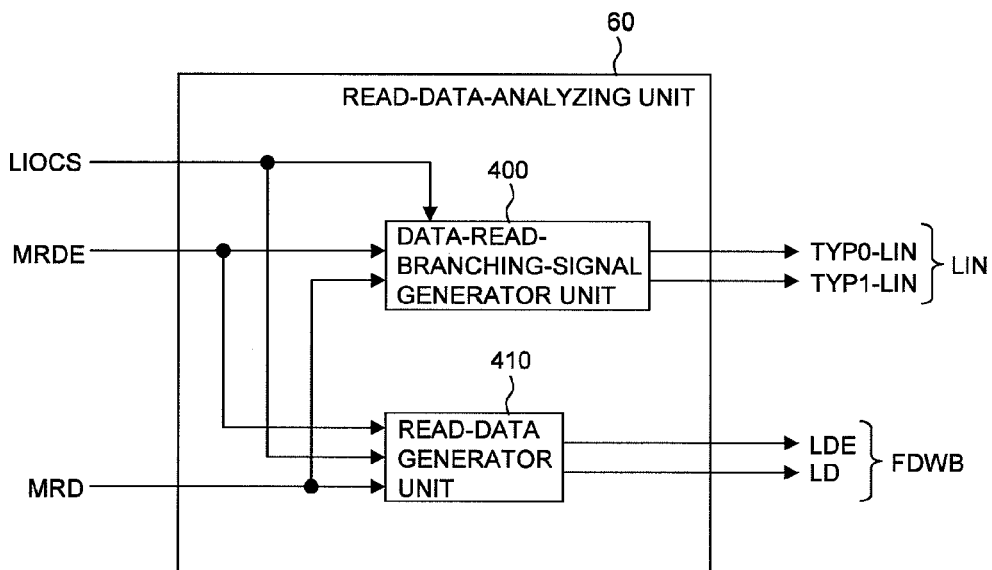 60
READ-DATA-ANALYZING UNIT
LIOCS
400
MRDE
DATA-READ-
BRANCHING-SIGNAL
GENERATOR UNIT
TYP0-LIN
TYP1-LIN
LIN
410
READ-DATA
GENERATOR
UNIT
LDE
LD
FDWB
MRD